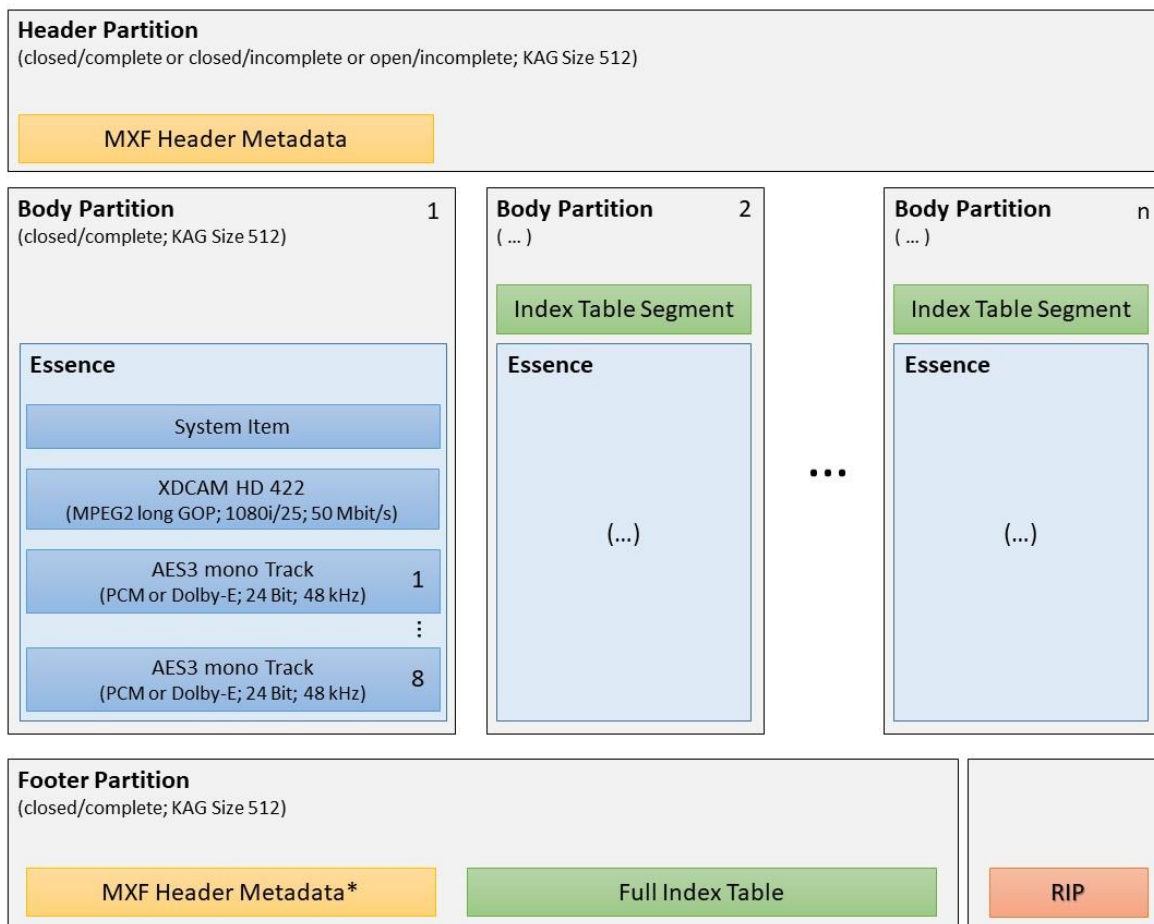 Header Partition
(closed/complete or closed/incomplete or open/incomplete; KAG Size 512)
MXF Header Metadata
Body Partition 1
(closed/complete; KAG Size 512)
Essence
System Item
XDCAM HD 422
(MPEG2 long GOP; 1080i/25; 50 Mbit/s)
AES3 mono Track 1
(PCM or Dolby-E; 24 Bit; 48 kHz)
⋮
AES3 mono Track 8
(PCM or Dolby-E; 24 Bit; 48 kHz)
Body Partition 2
( ... )
Index Table Segment
Essence
(...)
...
Body Partition n
( ... )
Index Table Segment
Essence
(...)
Footer Partition
(closed/complete; KAG Size 512)
MXF Header Metadata*
Full Index Table
RIP